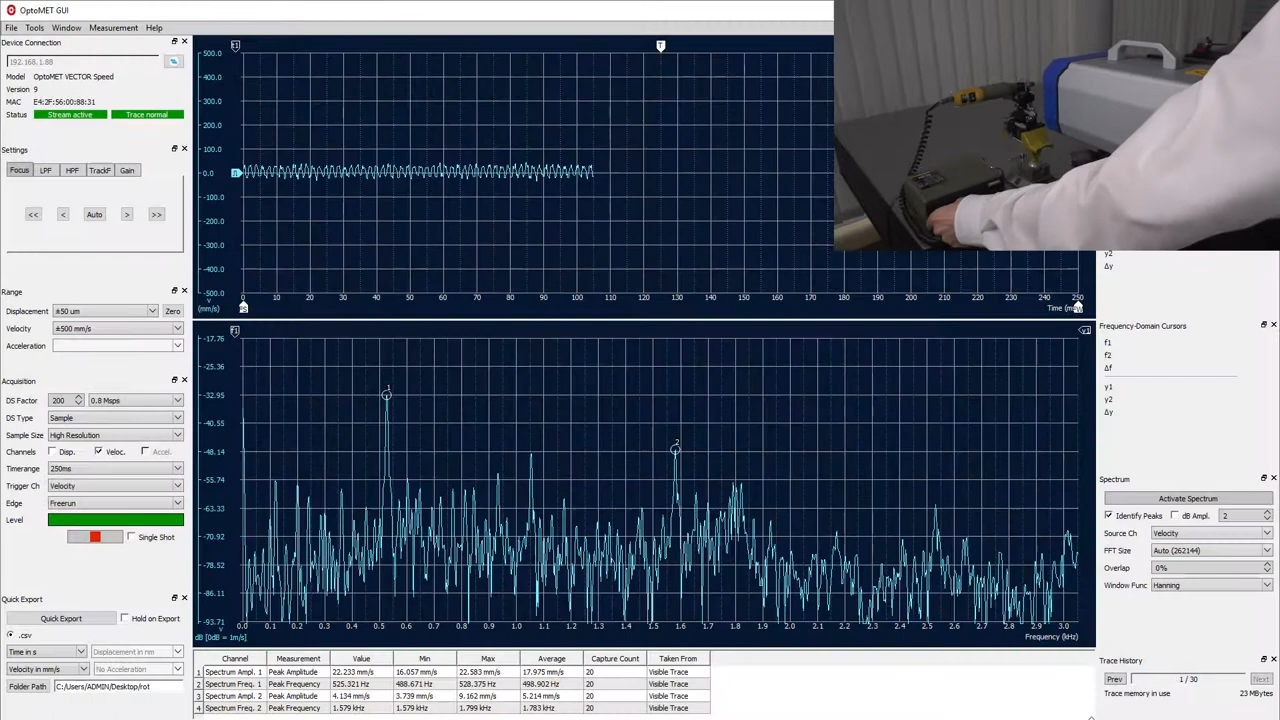 OptoMET GUI
File Tools Window Measurement Help
Device Connection
192.168.1.88
Model OptoMET VECTOR Speed
Version 9
MAC E4:2F:56:00:88:31
Status Stream active Trace normal
Settings
Focus LPF HPF TrackF Gain
<< < Auto > >>
Range
Displacement ±50 um Zero
Velocity ±500 mm/s
Acceleration
Acquisition
DS Factor 200 0.8 Msps
DS Type Sample
Sample Size High Resolution
Channels Disp. Veloc. Accel.
Timerange 250ms
Trigger Ch Velocity
Edge Freerun
Level
Single Shot
Quick Export
Quick Export Hold on Export
.csv
Time in s Displacement in nm
Velocity in mm/s No Acceleration
Folder Path C:/Users/ADMIN/Desktop/rot
t1 T
500.0
400.0
300.0
200.0
100.0
0.0
-100.0
-200.0
-300.0
-400.0
-500.0
v
(mm/s)
0 10 20 30 40 50 60 70 80 90 100 110 120 130 140 150 160 170 180 190 200 210 220 230 240 250
f1 y1
-17.76
-25.36
-32.95
-40.55
-48.14
-55.74
-63.33
-70.92
-78.52
-86.11
-93.71
1
2
v
dB [0dB = 1m/s]
0.0 0.1 0.2 0.3 0.4 0.5 0.6 0.7 0.8 0.9 1.0 1.1 1.2 1.3 1.4 1.5 1.6 1.7 1.8 1.9 2.0 2.1 2.2 2.3 2.4 2.5 2.6 2.7 2.8 2.9 3.0
Frequency (kHz)
Channel Measurement Value Min Max Average Capture Count Taken From
1 Spectrum Ampl. 1 Peak Amplitude 22.233 mm/s 16.057 mm/s 22.583 mm/s 17.975 mm/s 20 Visible Trace
2 Spectrum Freq. 1 Peak Frequency 525.321 Hz 488.671 Hz 528.375 Hz 498.902 Hz 20 Visible Trace
3 Spectrum Ampl. 2 Peak Amplitude 4.134 mm/s 3.739 mm/s 9.162 mm/s 5.214 mm/s 20 Visible Trace
4 Spectrum Freq. 2 Peak Frequency 1.579 kHz 1.579 kHz 1.799 kHz 1.783 kHz 20 Visible Trace
y2
Δy
Frequency-Domain Cursors
f1
f2
Δf
y1
y2
Δy
Spectrum
Activate Spectrum
Identify Peaks dB Ampl. 2
Source Ch Velocity
FFT Size Auto (262144)
Overlap 0%
Window Func Hanning
Trace History
Prev 1 / 30 Next
Trace memory in use 23 MBytes